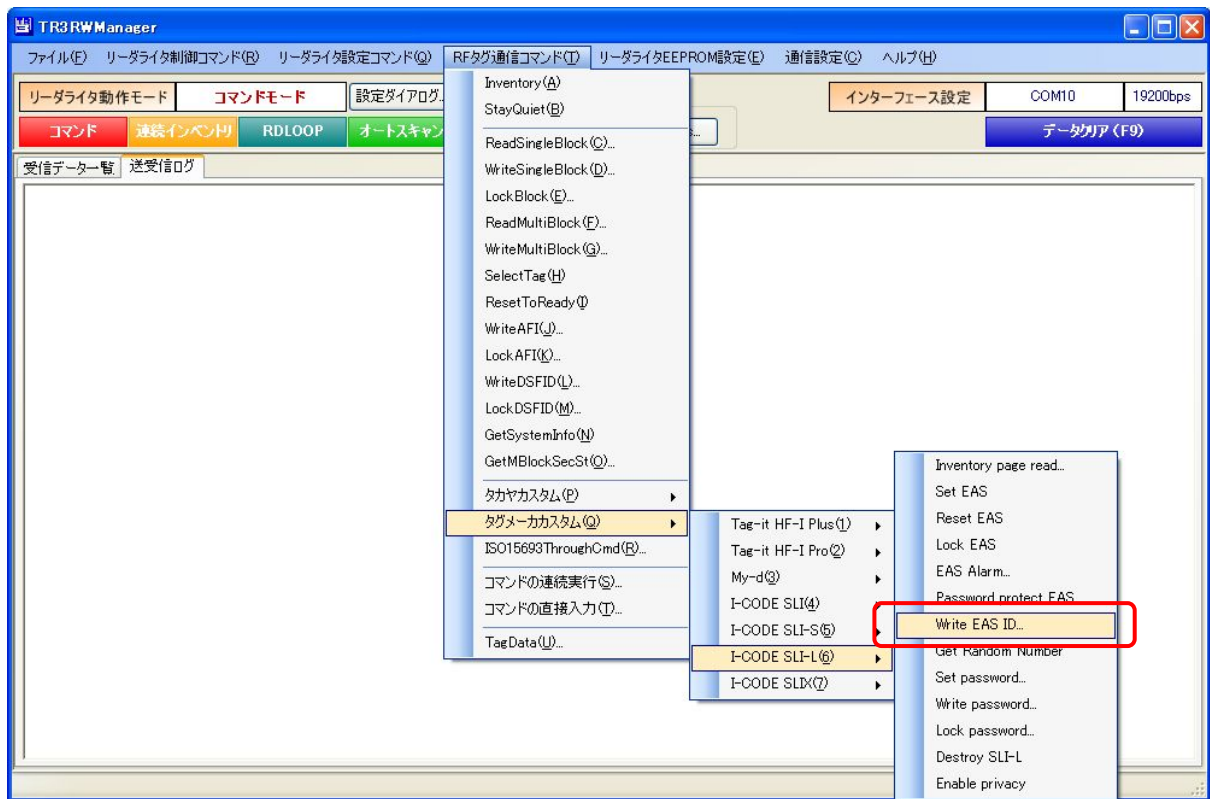 TR3RWManager
ファイル(F) リーダライタ制御コマンド(R) リーダライタ設定コマンド(Q) RFタグ通信コマンド(T) リーダライタEEPROM設定(E) 通信設定(C) ヘルプ(H)
リーダライタ動作モード コマンドモード 設定ダイアログ... インターフェース設定 COM10 19200bps
コマンド 連続インベントリ RDLOOP オートスキャン データクリア(F9)
受信データ一覧 送受信ログ
Inventory(A)
StayQuiet(B)
ReadSingleBlock(C)...
WriteSingleBlock(D)...
LockBlock(E)...
ReadMultiBlock(F)...
WriteMultiBlock(G)...
SelectTag(H)
ResetToReady(I)
WriteAFI(J)...
LockAFI(K)...
WriteDSFID(L)...
LockDSFID(M)...
GetSystemInfo(N)
GetMBlockSecSt(O)...
タカヤカスタム(P)
タグメーカカスタム(Q)
ISO15693ThroughCmd(R)...
コマンドの連続実行(S)...
コマンドの直接入力(T)...
TagData(U)...
Tag-it HF-I Plus(1)
Tag-it HF-I Pro(2)
My-d(3)
I-CODE SLI(4)
I-CODE SLI-S(5)
I-CODE SLI-L(6)
I-CODE SLIX(7)
Inventory page read...
Set EAS
Reset EAS
Lock EAS
EAS Alarm...
Password protect EAS
Write EAS ID...
Get Random Number
Set password...
Write password...
Lock password...
Destroy SLI-L
Enable privacy